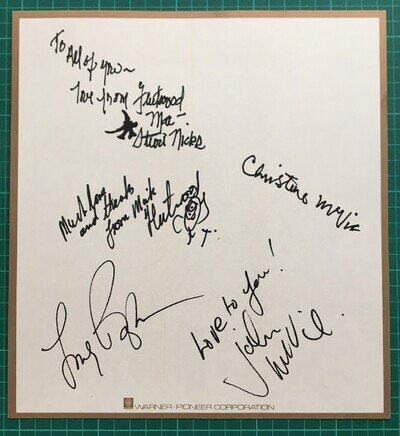 To All of you~
Love from Fleetwood
Mac~
Stevie Nicks
Much love
and thanks
from Mick
Fleetwood
Christine McVie
Love to you!
John
McVie
WARNER-PIONEER CORPORATION